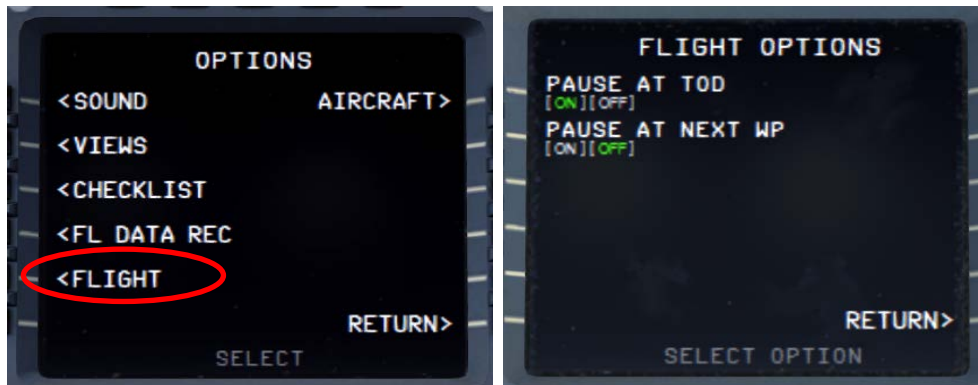 OPTIONS
<SOUND AIRCRAFT>
<VIEWS
<CHECKLIST
<FL DATA REC
<FLIGHT
RETURN>
SELECT
FLIGHT OPTIONS
PAUSE AT TOD
[ON][OFF]
PAUSE AT NEXT WP
[ON][OFF]
RETURN>
SELECT OPTION